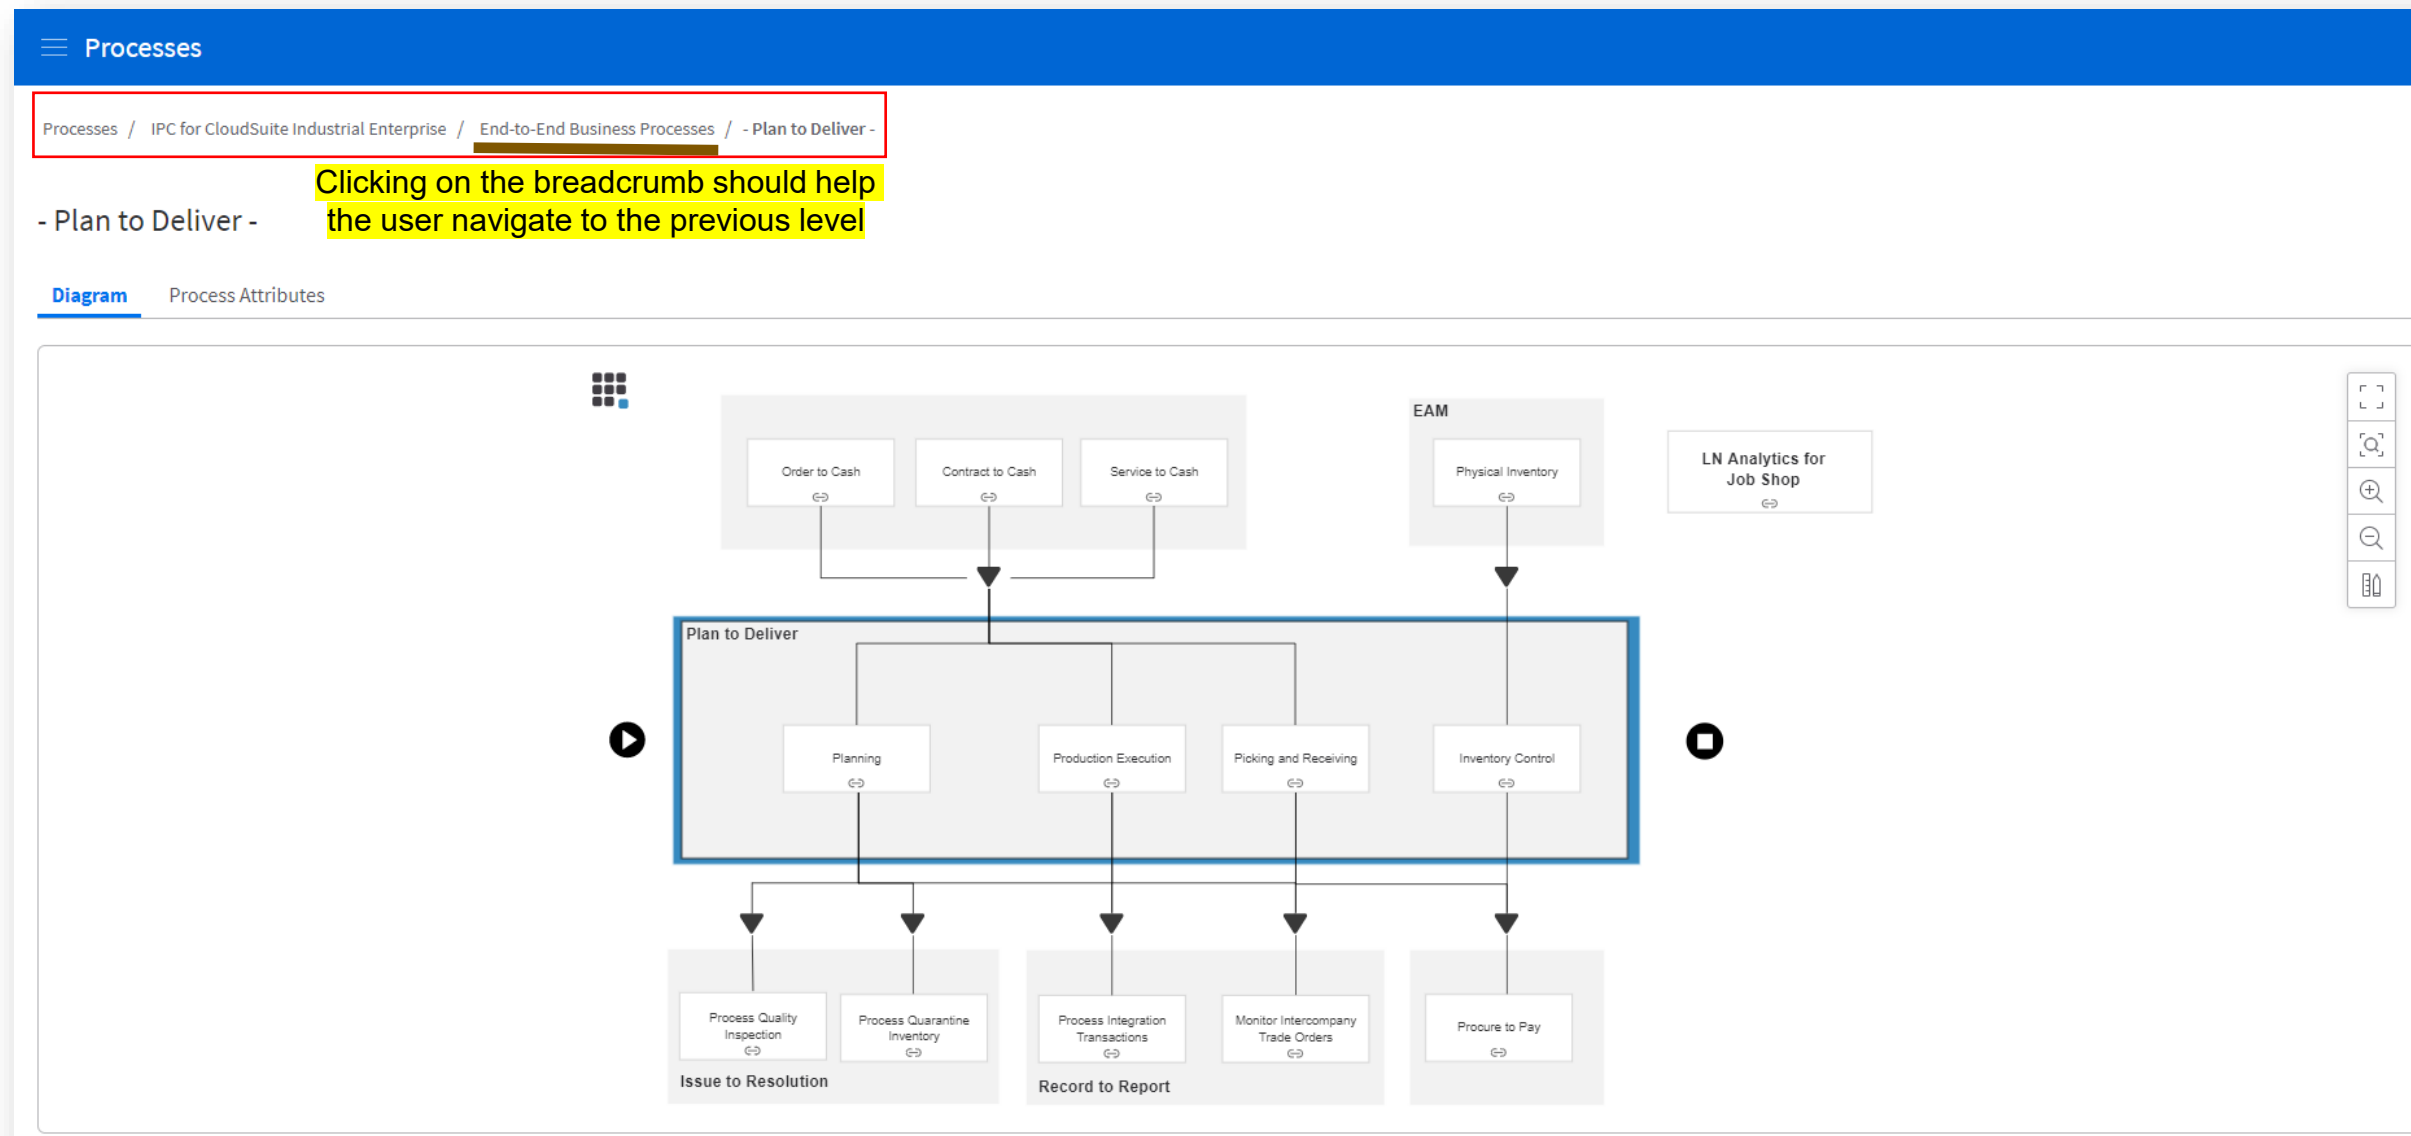 Processes
Processes / IPC for CloudSuite Industrial Enterprise / End-to-End Business Processes / - Plan to Deliver -
Clicking on the breadcrumb should help
the user navigate to the previous level
- Plan to Deliver -
Diagram Process Attributes
EAM
Order to Cash
Contract to Cash
Service to Cash
Physical Inventory
LN Analytics for
Job Shop
Plan to Deliver
Planning
Production Execution
Picking and Receiving
Inventory Control
Process Quality
Inspection
Process Quarantine
Inventory
Process Integration
Transactions
Monitor Intercompany
Trade Orders
Procure to Pay
Issue to Resolution
Record to Report